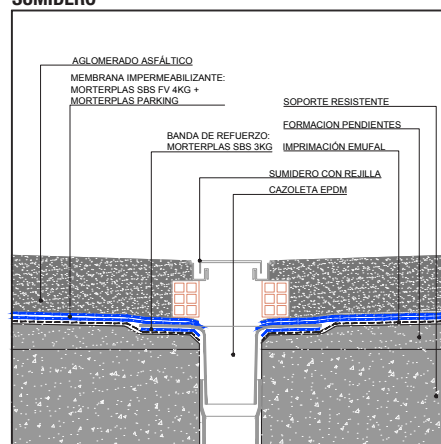 SUMIDERO
AGLOMERADO ASFÁLTICO
MEMBRANA IMPERMEABILIZANTE:
MORTERPLAS SBS FV 4KG +
MORTERPLAS PARKING
BANDA DE REFUERZO:
MORTERPLAS SBS 3KG
SOPORTE RESISTENTE
FORMACION PENDIENTES
IMPRIMACIÓN EMUFAL
SUMIDERO CON REJILLA
CAZOLETA EPDM